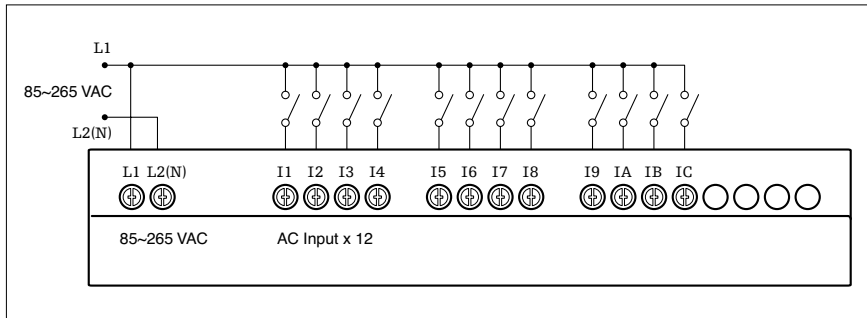 L1
85~265 VAC
L2(N)
L1 L2(N) I1 I2 I3 I4 I5 I6 I7 I8 I9 IA IB IC
85~265 VAC AC Input x 12